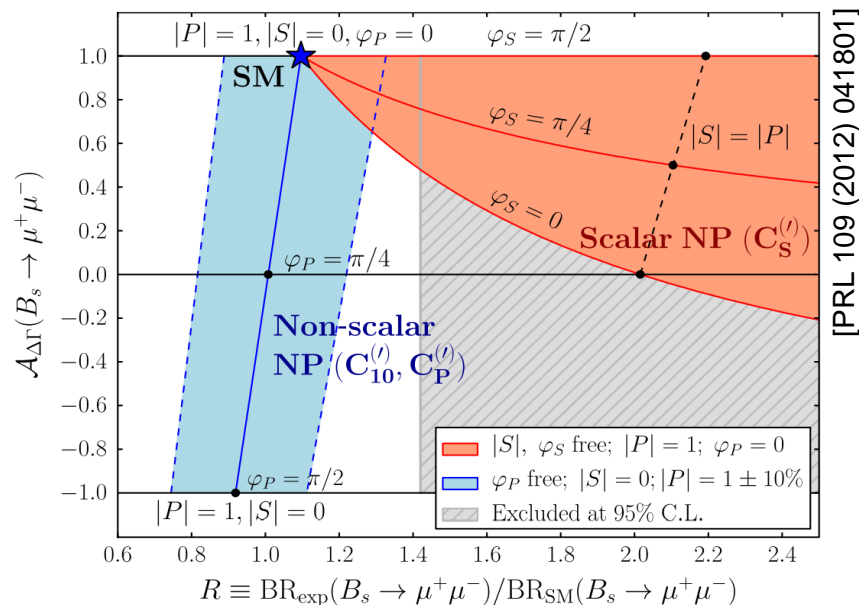 |P| = 1, |S| = 0, φ_P = 0
φ_S = π/2
1.0
0.8
0.6
0.4
0.2
0.0
−0.2
−0.4
−0.6
−0.8
−1.0
𝒜_ΔΓ(B_s → μ⁺μ⁻)
SM
φ_S = π/4
|S| = |P|
φ_S = 0
Scalar NP (C_S^(′))
φ_P = π/4
Non-scalar
NP (C_10^(′), C_P^(′))
φ_P = π/2
|P| = 1, |S| = 0
|S|, φ_S free; |P| = 1; φ_P = 0
φ_P free; |S| = 0; |P| = 1 ± 10%
Excluded at 95% C.L.
0.6 0.8 1.0 1.2 1.4 1.6 1.8 2.0 2.2 2.4
R ≡ BR_exp(B_s → μ⁺μ⁻)/BR_SM(B_s → μ⁺μ⁻)
[PRL 109 (2012) 041801]